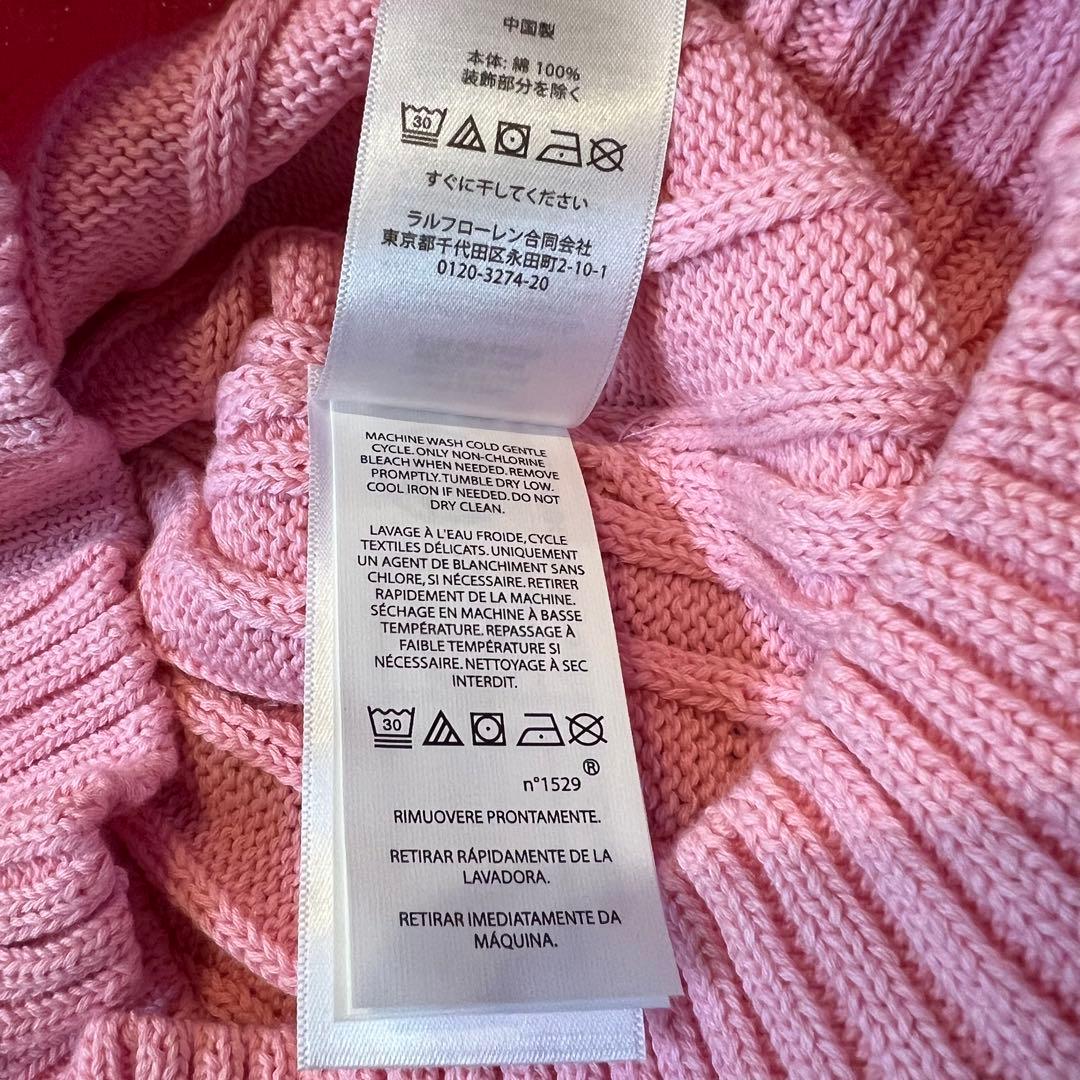 中国製
本体: 綿 100%
装飾部分を除く
30
すぐに干してください
ラルフローレン合同会社
東京都千代田区永田町2-10-1
0120-3274-20
MACHINE WASH COLD GENTLE
CYCLE. ONLY NON-CHLORINE
BLEACH WHEN NEEDED. REMOVE
PROMPTLY. TUMBLE DRY LOW.
COOL IRON IF NEEDED. DO NOT
DRY CLEAN.
LAVAGE À L'EAU FROIDE, CYCLE
TEXTILES DÉLICATS. UNIQUEMENT
UN AGENT DE BLANCHIMENT SANS
CHLORE, SI NÉCESSAIRE. RETIRER
RAPIDEMENT DE LA MACHINE.
SÉCHAGE EN MACHINE À BASSE
TEMPÉRATURE. REPASSAGE À
FAIBLE TEMPÉRATURE SI
NÉCESSAIRE. NETTOYAGE À SEC
INTERDIT.
30
n°1529 ®
RIMUOVERE PRONTAMENTE.
RETIRAR RÁPIDAMENTE DE LA
LAVADORA.
RETIRAR IMEDIATAMENTE DA
MÁQUINA.